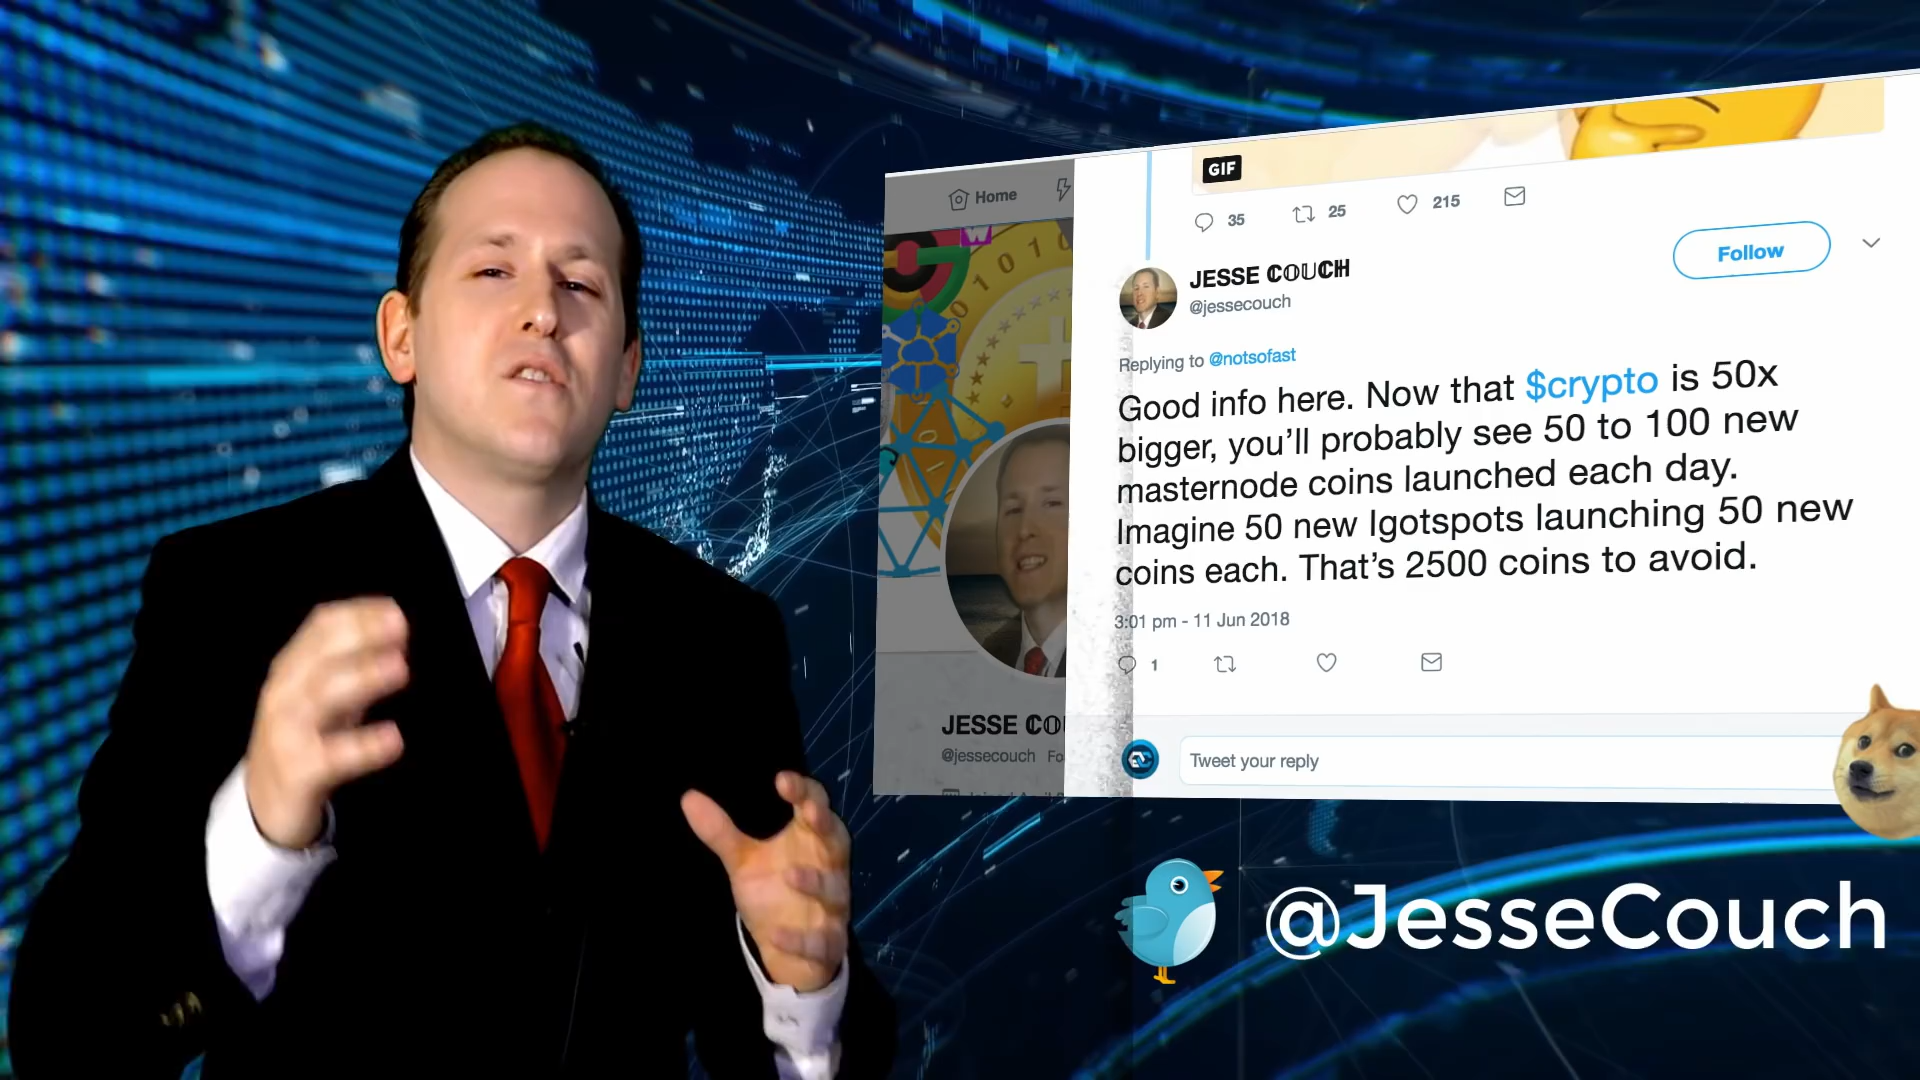 GIF
35
25
215
Home
W
01010
JESSE ℂ𝕆𝕌ℂℍ
@jessecouch
Follow
Replying to @notsofast
Good info here. Now that $crypto is 50x
bigger, you'll probably see 50 to 100 new
masternode coins launched each day.
Imagine 50 new Igotspots launching 50 new
coins each. That's 2500 coins to avoid.
3:01 pm - 11 Jun 2018
1
JESSE ℂ𝕆
@jessecouch Fo
Tweet your reply
@JesseCouch